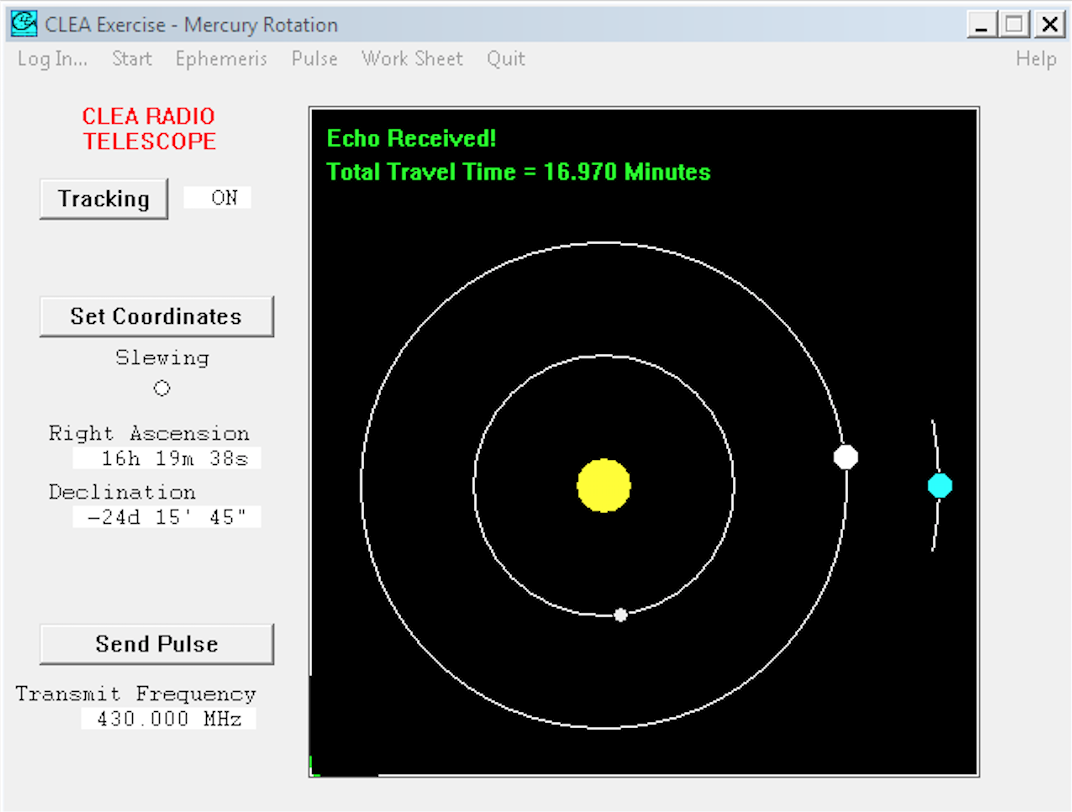 CLEA Exercise - Mercury Rotation
Log In... Start Ephemeris Pulse Work Sheet Quit Help
CLEA RADIO
TELESCOPE
Tracking ON
Set Coordinates
Slewing
Right Ascension
16h 19m 38s
Declination
-24d 15' 45"
Send Pulse
Transmit Frequency
430.000 MHz
Echo Received!
Total Travel Time = 16.970 Minutes